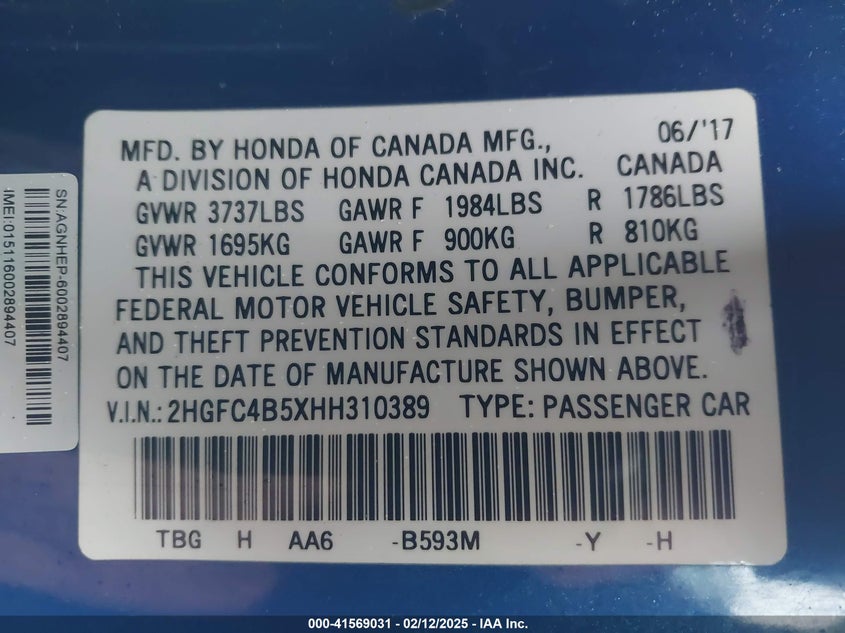 MFD. BY HONDA OF CANADA MFG., 06/'17
A DIVISION OF HONDA CANADA INC. CANADA
GVWR 3737LBS GAWR F 1984LBS R 1786LBS
GVWR 1695KG GAWR F 900KG R 810KG
THIS VEHICLE CONFORMS TO ALL APPLICABLE
FEDERAL MOTOR VEHICLE SAFETY, BUMPER,
AND THEFT PREVENTION STANDARDS IN EFFECT
ON THE DATE OF MANUFACTURE SHOWN ABOVE.
V.I.N.: 2HGFC4B5XHH310389 TYPE: PASSENGER CAR
TBG H AA6 -B593M -Y -H
SN:AGNHEP-6002894407
IMEI:015116002894407
000-41569031 - 02/12/2025 - IAA Inc.